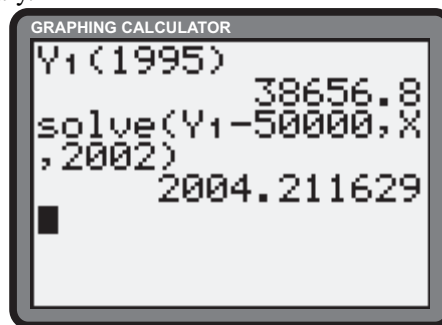 GRAPHING CALCULATOR
Y₁(1995)
38656.8
solve(Y₁-50000,X
,2002)
2004.211629